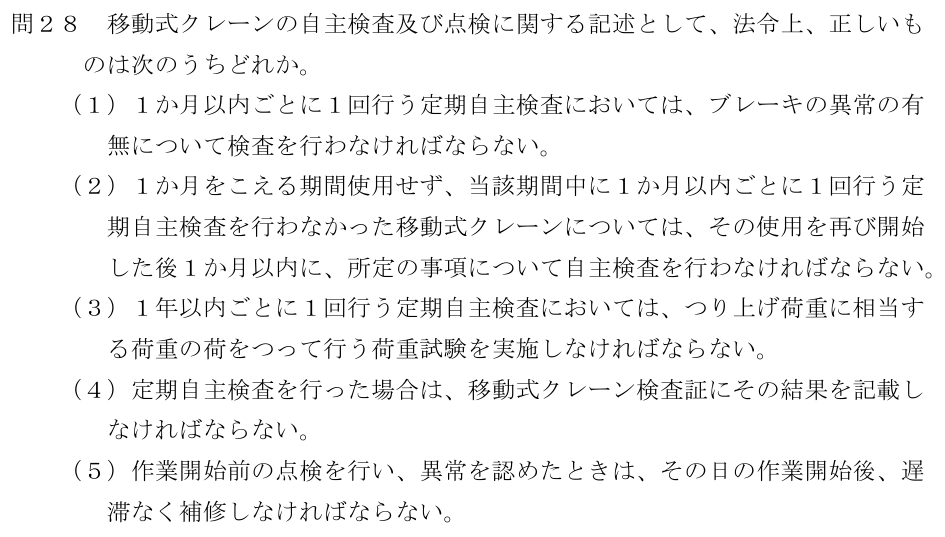 問２８　移動式クレーンの自主検査及び点検に関する記述として、法令上、正しいも
のは次のうちどれか。
（１）１か月以内ごとに１回行う定期自主検査においては、ブレーキの異常の有
無について検査を行わなければならない。
（２）１か月をこえる期間使用せず、当該期間中に１か月以内ごとに１回行う定
期自主検査を行わなかった移動式クレーンについては、その使用を再び開始
した後１か月以内に、所定の事項について自主検査を行わなければならない。
（３）１年以内ごとに１回行う定期自主検査においては、つり上げ荷重に相当す
る荷重の荷をつって行う荷重試験を実施しなければならない。
（４）定期自主検査を行った場合は、移動式クレーン検査証にその結果を記載し
なければならない。
（５）作業開始前の点検を行い、異常を認めたときは、その日の作業開始後、遅
滞なく補修しなければならない。